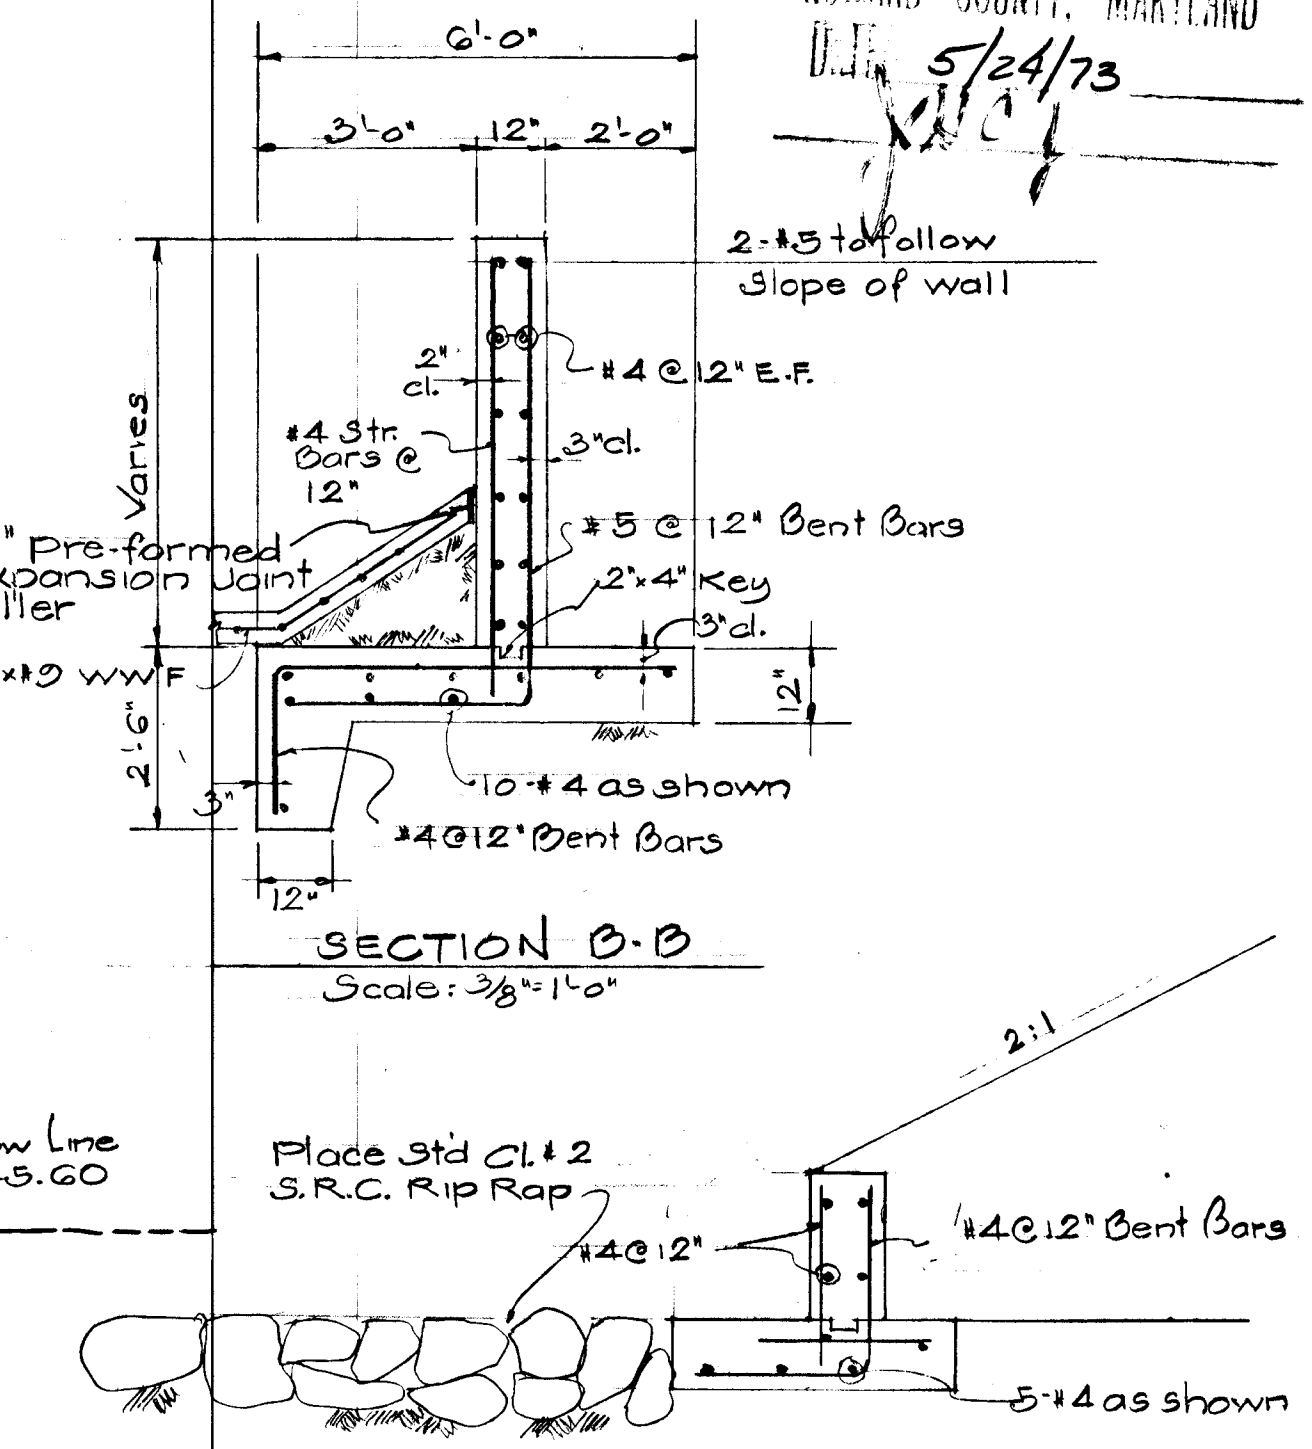 COUNTY, MARYLAND
5/24/73
6'-0"
3'-0" 12" 2'-0"
2-#5 to follow
slope of wall
2"
cl.
#4 @ 12" E.F.
#4 Str.
Bars @
12"
3" cl.
Varies
#5 @ 12" Bent Bars
" Pre-formed
xpansion Joint
ller
2"x4" Key
3" cl.
x#9 WWF
12"
2'-6"
3"
10-#4 as shown
#4@12" Bent Bars
12"
SECTION B-B
Scale: 3/8"=1'-0"
2:1
w Line
5.60
Place Std Cl. #2
S.R.C. Rip Rap
#4@12"
#4@12" Bent Bars
5-#4 as shown